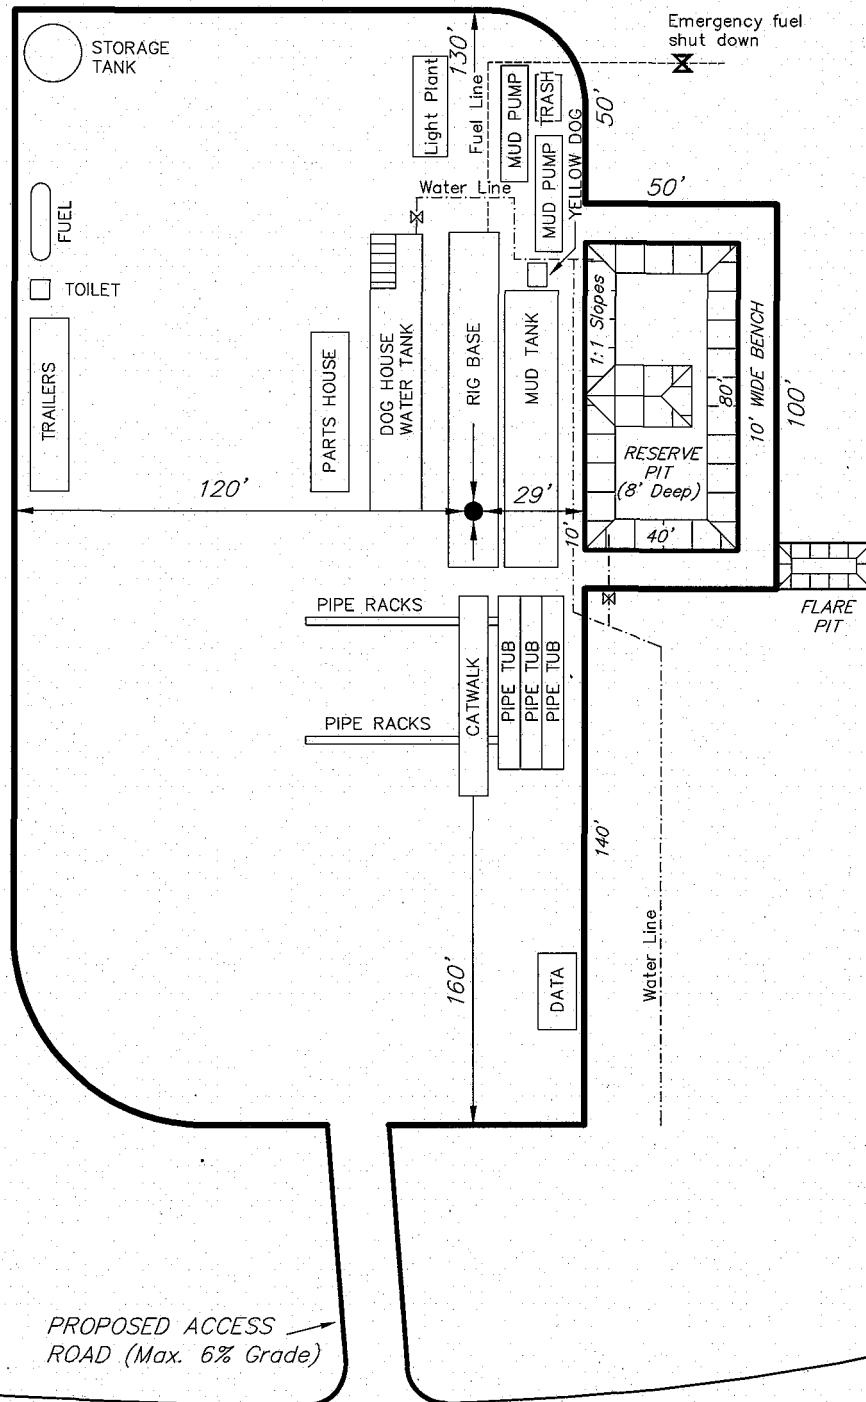 Emergency fuel
shut down
STORAGE
TANK
130'
Light Plant
Fuel Line
MUD PUMP
TRASH
50'
MUD PUMP
YELLOW DOG
Water Line
50'
FUEL
TOILET
TRAILERS
PARTS HOUSE
DOG HOUSE
WATER TANK
RIG BASE
MUD TANK
1:1 Slopes
80'
10' WIDE BENCH
100'
RESERVE
PIT
(8' Deep)
120'
29'
10'
40'
FLARE
PIT
PIPE RACKS
CATWALK
PIPE TUB
PIPE TUB
PIPE TUB
PIPE RACKS
140'
Water Line
160'
DATA
PROPOSED ACCESS
ROAD (Max. 6% Grade)